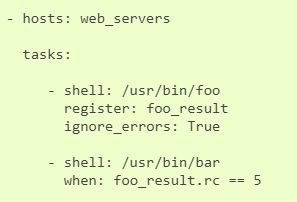 - hosts: web_servers
tasks:
- shell: /usr/bin/foo
register: foo_result
ignore_errors: True
- shell: /usr/bin/bar
when: foo_result.rc == 5